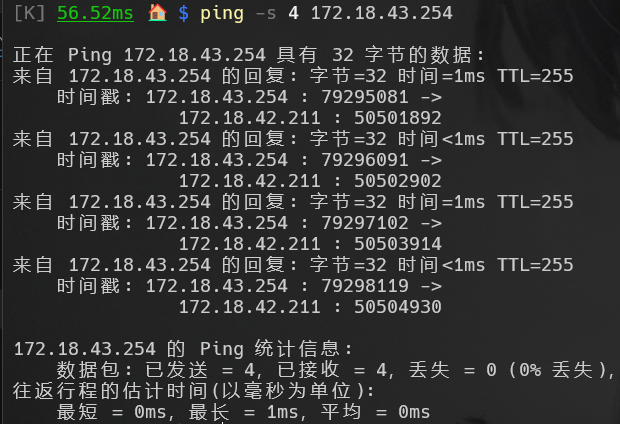 [K] 56.52ms 🏠 $ ping -s 4 172.18.43.254
正在 Ping 172.18.43.254 具有 32 字节的数据:
来自 172.18.43.254 的回复: 字节=32 时间=1ms TTL=255
    时间戳: 172.18.43.254 : 79295081 ->
            172.18.42.211 : 50501892
来自 172.18.43.254 的回复: 字节=32 时间<1ms TTL=255
    时间戳: 172.18.43.254 : 79296091 ->
            172.18.42.211 : 50502902
来自 172.18.43.254 的回复: 字节=32 时间=1ms TTL=255
    时间戳: 172.18.43.254 : 79297102 ->
            172.18.42.211 : 50503914
来自 172.18.43.254 的回复: 字节=32 时间<1ms TTL=255
    时间戳: 172.18.43.254 : 79298119 ->
            172.18.42.211 : 50504930
172.18.43.254 的 Ping 统计信息:
    数据包: 已发送 = 4, 已接收 = 4, 丢失 = 0 (0% 丢失),
往返行程的估计时间(以毫秒为单位):
    最短 = 0ms, 最长 = 1ms, 平均 = 0ms